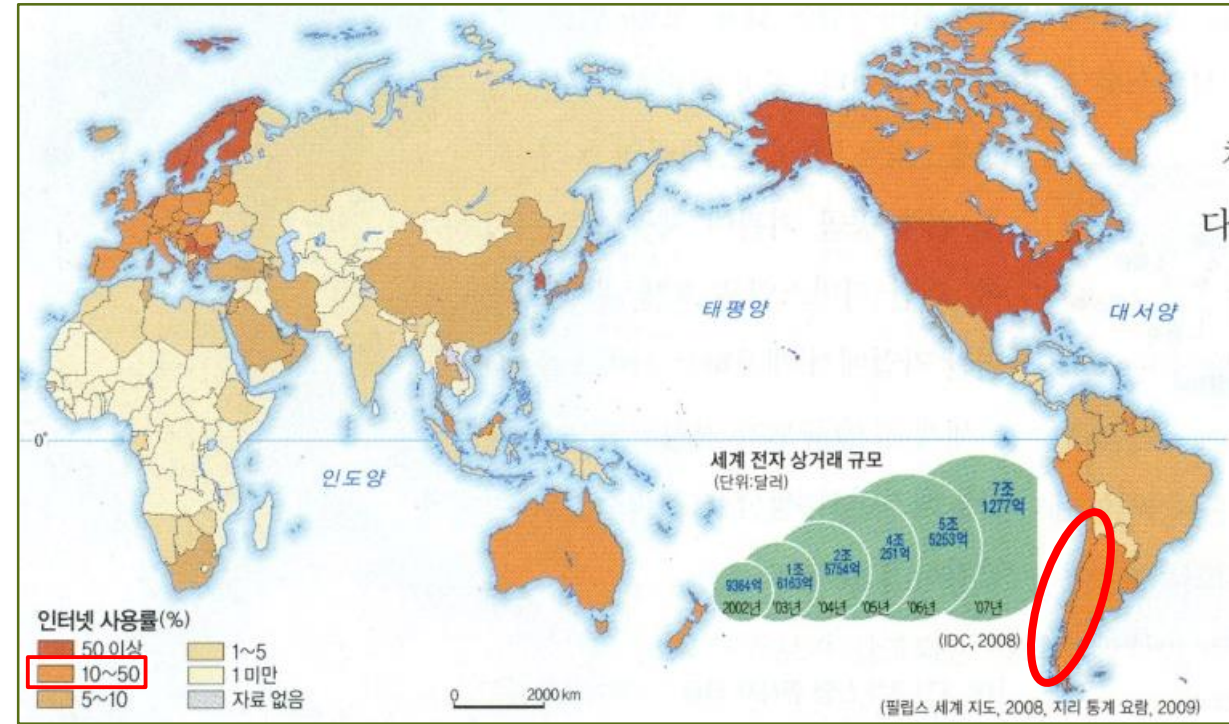 다
태평양
대서양
0°
인도양
세계 전자 상거래 규모
(단위:달러)
9364억
1조
6163억
2조
5754억
4조
251억
5조
5253억
7조
1277억
2002년 '03년 '04년 '05년 '06년 '07년
(IDC, 2008)
인터넷 사용률(%)
50 이상
10~50
5~10
1~5
1 미만
자료 없음
0 2000 km
(필립스 세계 지도, 2008, 지리 통계 요람, 2009)